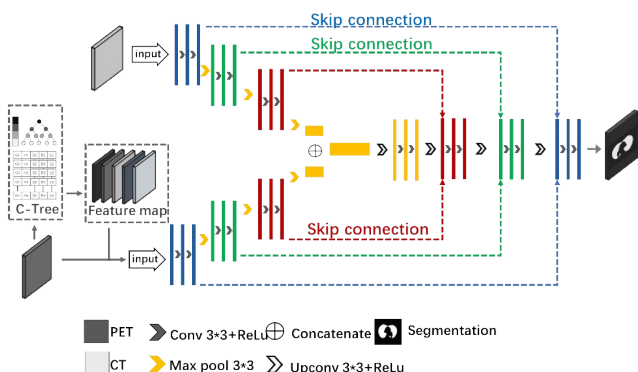 Skip connection
Skip connection
input
C-Tree
Feature map
Skip connection
input
PET
Conv 3*3+ReLu
Concatenate
Segmentation
CT
Max pool 3*3
Upconv 3*3+ReLu